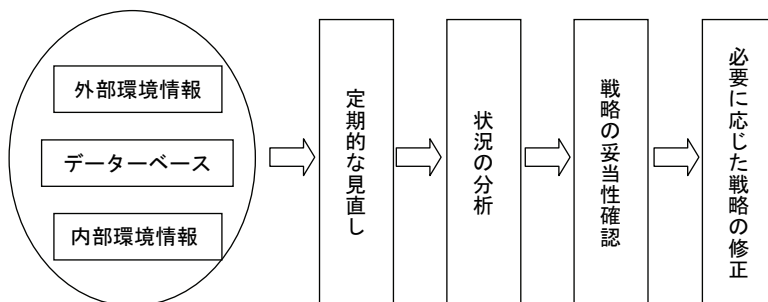 外部環境情報
データーベース
内部環境情報
定期的な見直し
状況の分析
戦略の妥当性確認
必要に応じた戦略の修正